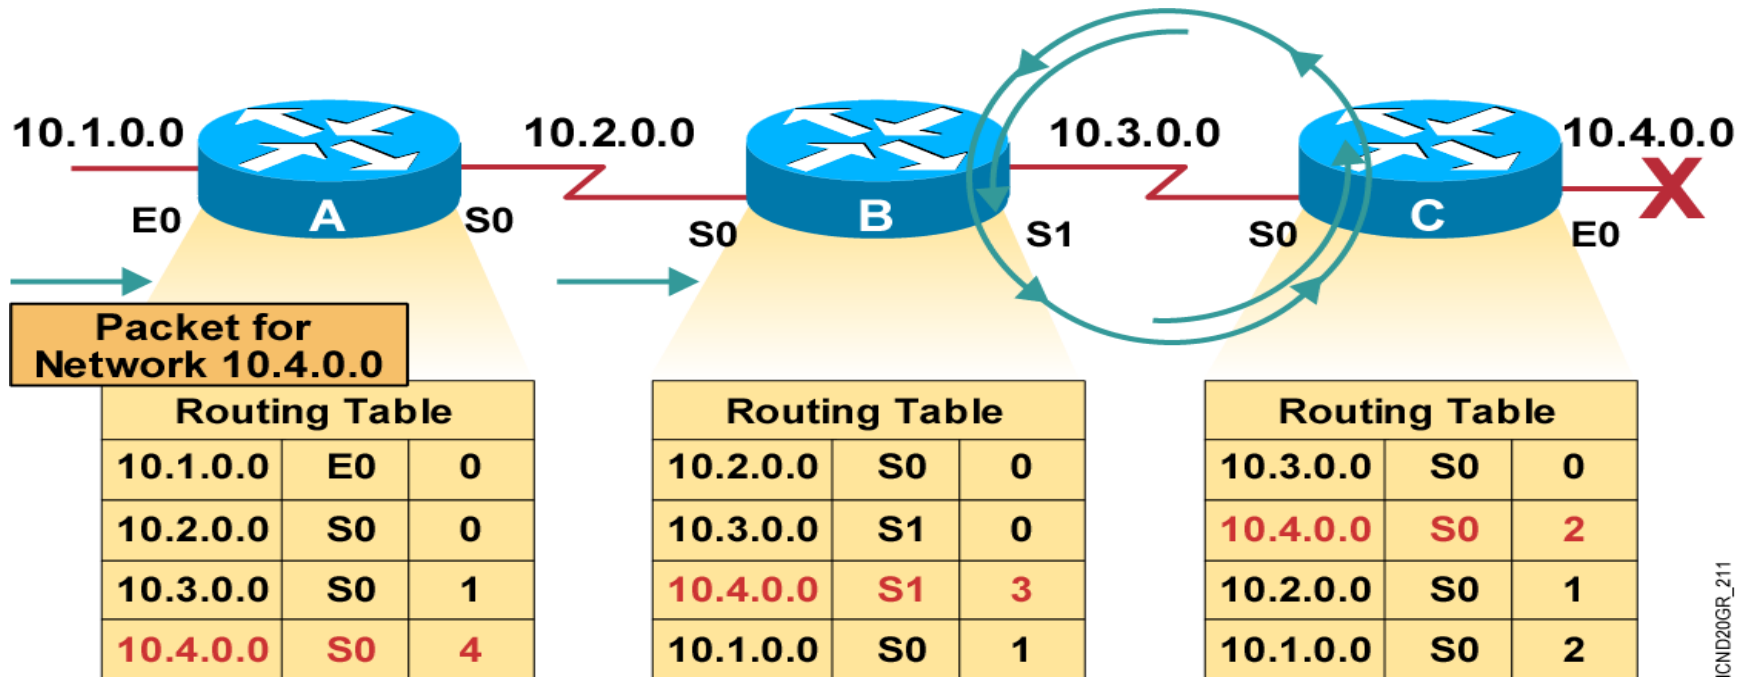 10.1.0.0 10.2.0.0 10.3.0.0 10.4.0.0
X
A B C
E0 S0 S0 S1 S0 E0
Packet for
Network 10.4.0.0
Routing Table
10.1.0.0 E0 0
10.2.0.0 S0 0
10.3.0.0 S0 1
10.4.0.0 S0 4
Routing Table
10.2.0.0 S0 0
10.3.0.0 S1 0
10.4.0.0 S1 3
10.1.0.0 S0 1
Routing Table
10.3.0.0 S0 0
10.4.0.0 S0 2
10.2.0.0 S0 1
10.1.0.0 S0 2
ICND20GR_211